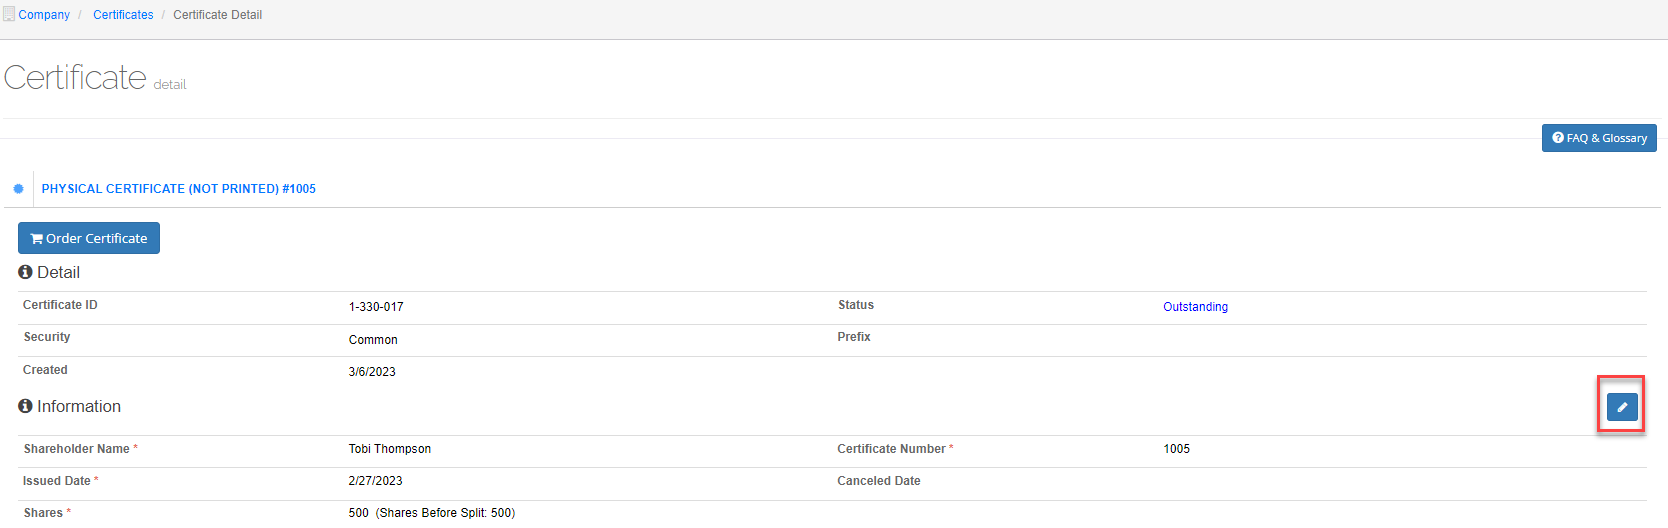 Company / Certificates / Certificate Detail
Certificate detail
FAQ & Glossary
PHYSICAL CERTIFICATE (NOT PRINTED) #1005
Order Certificate
Detail
Certificate ID 1-330-017 Status Outstanding
Security Common Prefix
Created 3/6/2023
Information
Shareholder Name * Tobi Thompson Certificate Number * 1005
Issued Date * 2/27/2023 Canceled Date
Shares * 500 (Shares Before Split: 500)